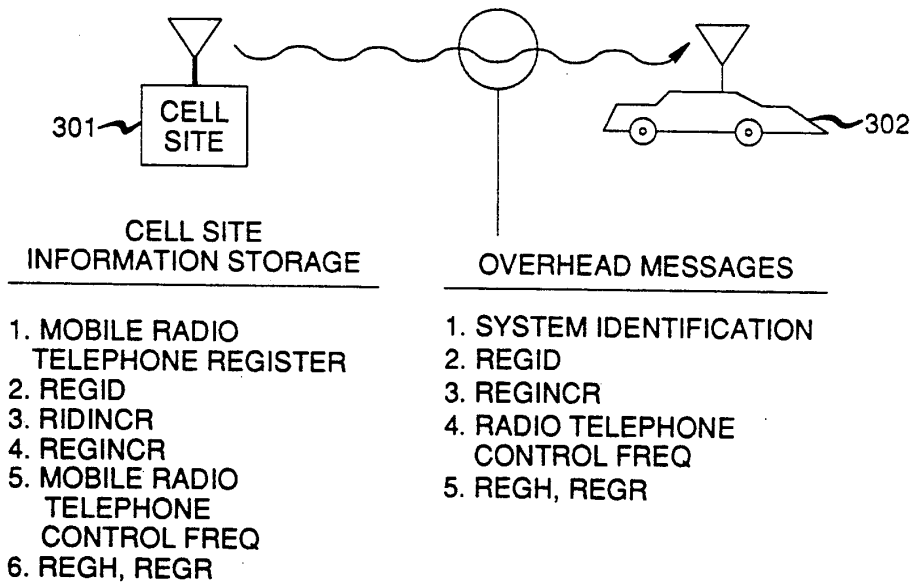 CELL
SITE
301
302
CELL SITE
INFORMATION STORAGE
1. MOBILE RADIO
TELEPHONE REGISTER
2. REGID
3. RIDINCR
4. REGINCR
5. MOBILE RADIO
TELEPHONE
CONTROL FREQ
6. REGH, REGR
OVERHEAD MESSAGES
1. SYSTEM IDENTIFICATION
2. REGID
3. REGINCR
4. RADIO TELEPHONE
CONTROL FREQ
5. REGH, REGR